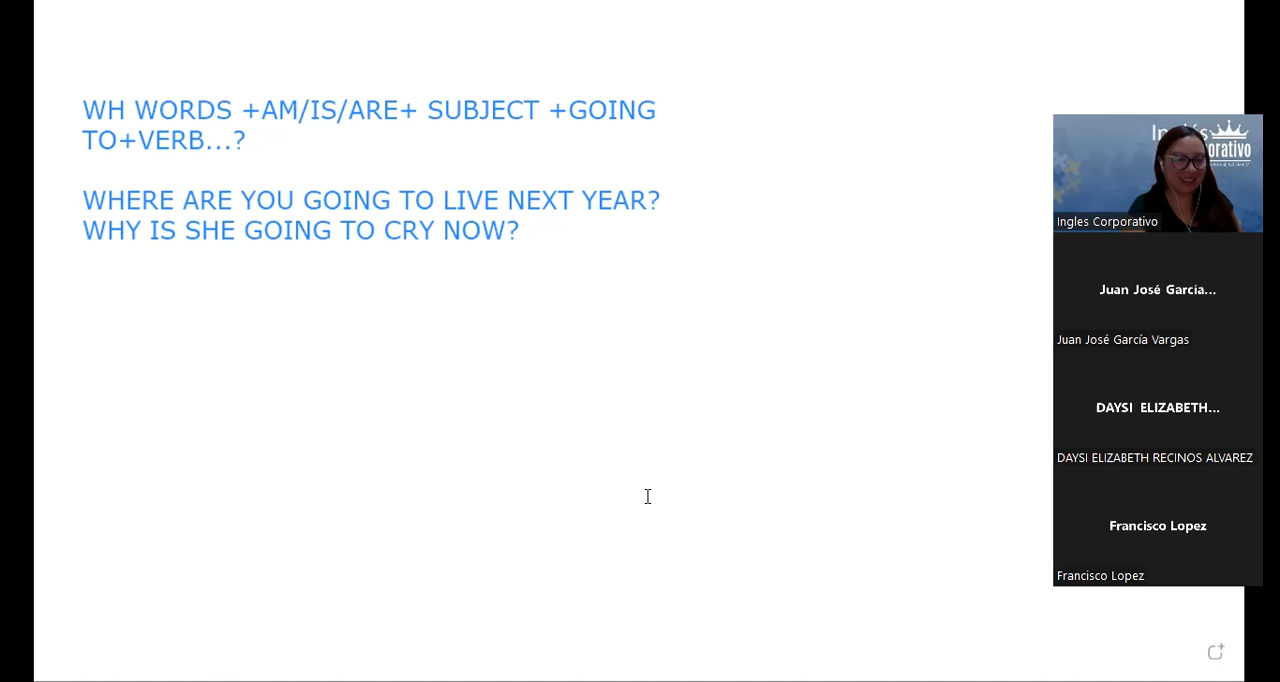 WH WORDS +AM/IS/ARE+ SUBJECT +GOING
TO+VERB...?
WHERE ARE YOU GOING TO LIVE NEXT YEAR?
WHY IS SHE GOING TO CRY NOW?
Ingles Corporativo
Juan José García...
Juan José García Vargas
DAYSI ELIZABETH...
DAYSI ELIZABETH RECINOS ALVAREZ
Francisco Lopez
Francisco Lopez